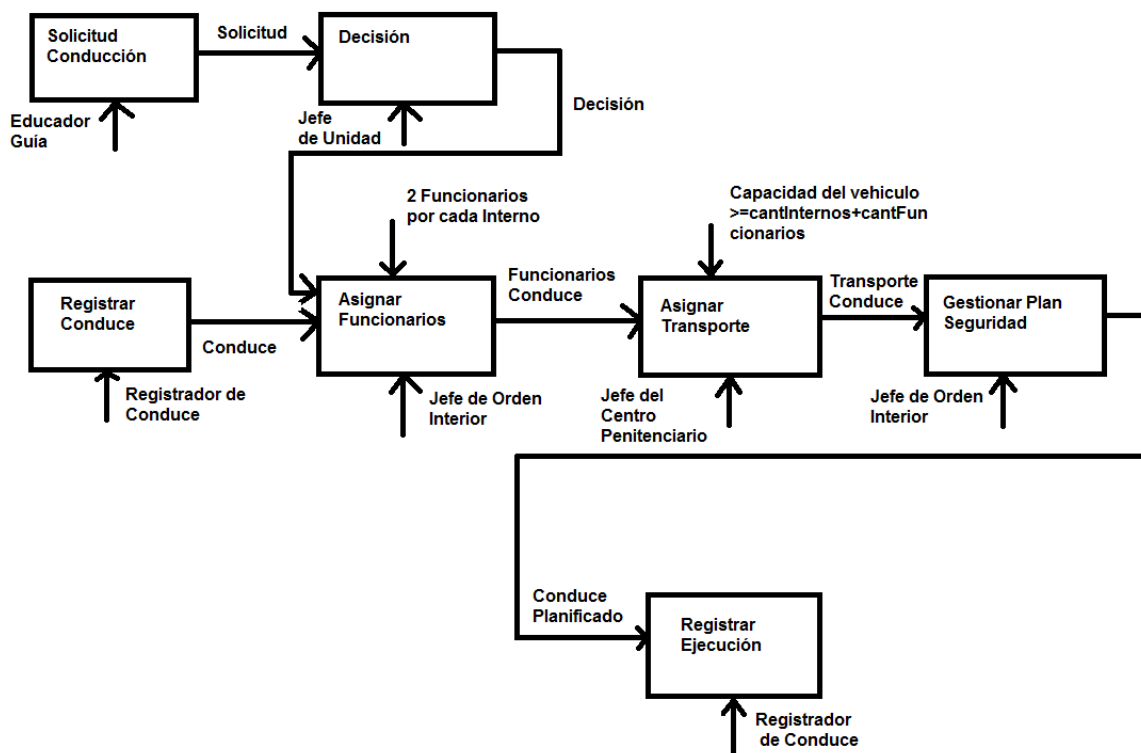 Solicitud
Conducción
Solicitud
Decisión
Educador
Guía
Jefe
de Unidad
Decisión
2 Funcionarios
por cada Interno
Capacidad del vehiculo
>=cantInternos+cantFun
cionarios
Registrar
Conduce
Conduce
Asignar
Funcionarios
Funcionarios
Conduce
Asignar
Transporte
Transporte
Conduce
Gestionar Plan
Seguridad
Registrador de
Conduce
Jefe de Orden
Interior
Jefe del
Centro
Penitenciario
Jefe de Orden
Interior
Conduce
Planificado
Registrar
Ejecución
Registrador
de Conduce